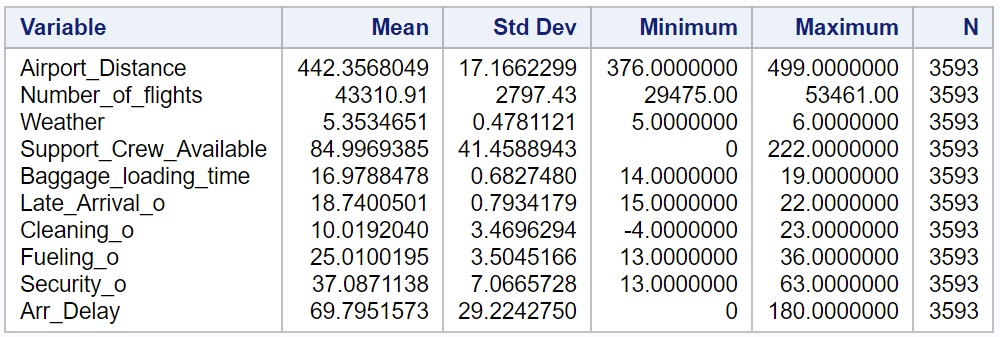 Variable Mean Std Dev Minimum Maximum N
Airport_Distance 442.3568049 17.1662299 376.0000000 499.0000000 3593
Number_of_flights 43310.91 2797.43 29475.00 53461.00 3593
Weather 5.3534651 0.4781121 5.0000000 6.0000000 3593
Support_Crew_Available 84.9969385 41.4588943 0 222.0000000 3593
Baggage_loading_time 16.9788478 0.6827480 14.0000000 19.0000000 3593
Late_Arrival_o 18.7400501 0.7934179 15.0000000 22.0000000 3593
Cleaning_o 10.0192040 3.4696294 -4.0000000 23.0000000 3593
Fueling_o 25.0100195 3.5045166 13.0000000 36.0000000 3593
Security_o 37.0871138 7.0665728 13.0000000 63.0000000 3593
Arr_Delay 69.7951573 29.2242750 0 180.0000000 3593